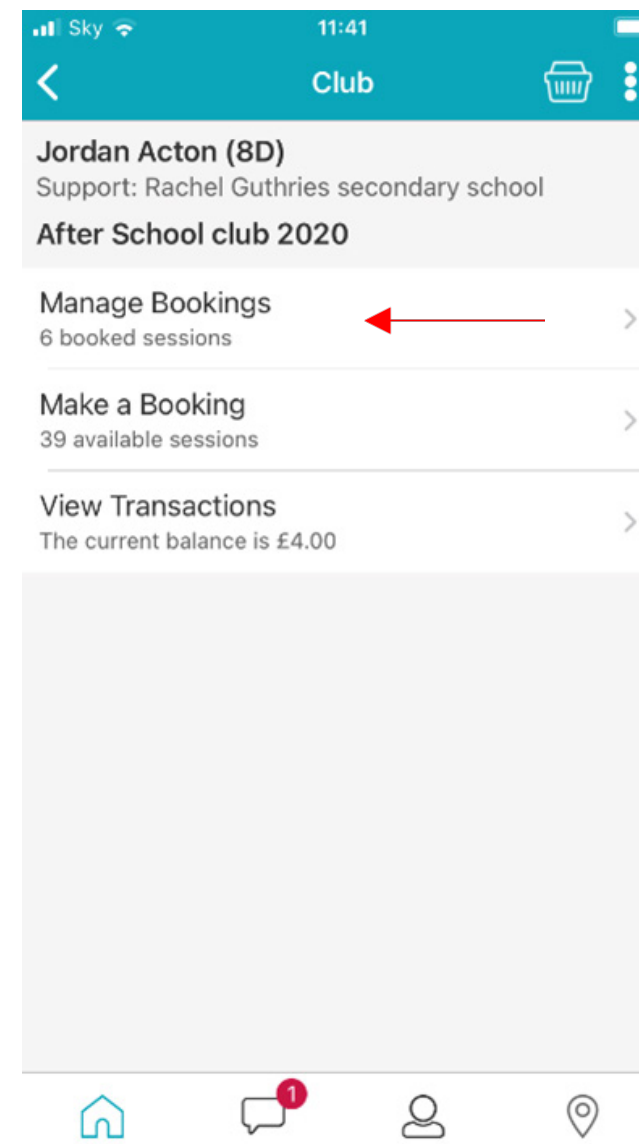 Sky 11:41
Club
Jordan Acton (8D)
Support: Rachel Guthries secondary school
After School club 2020
Manage Bookings
6 booked sessions
Make a Booking
39 available sessions
View Transactions
The current balance is £4.00
1